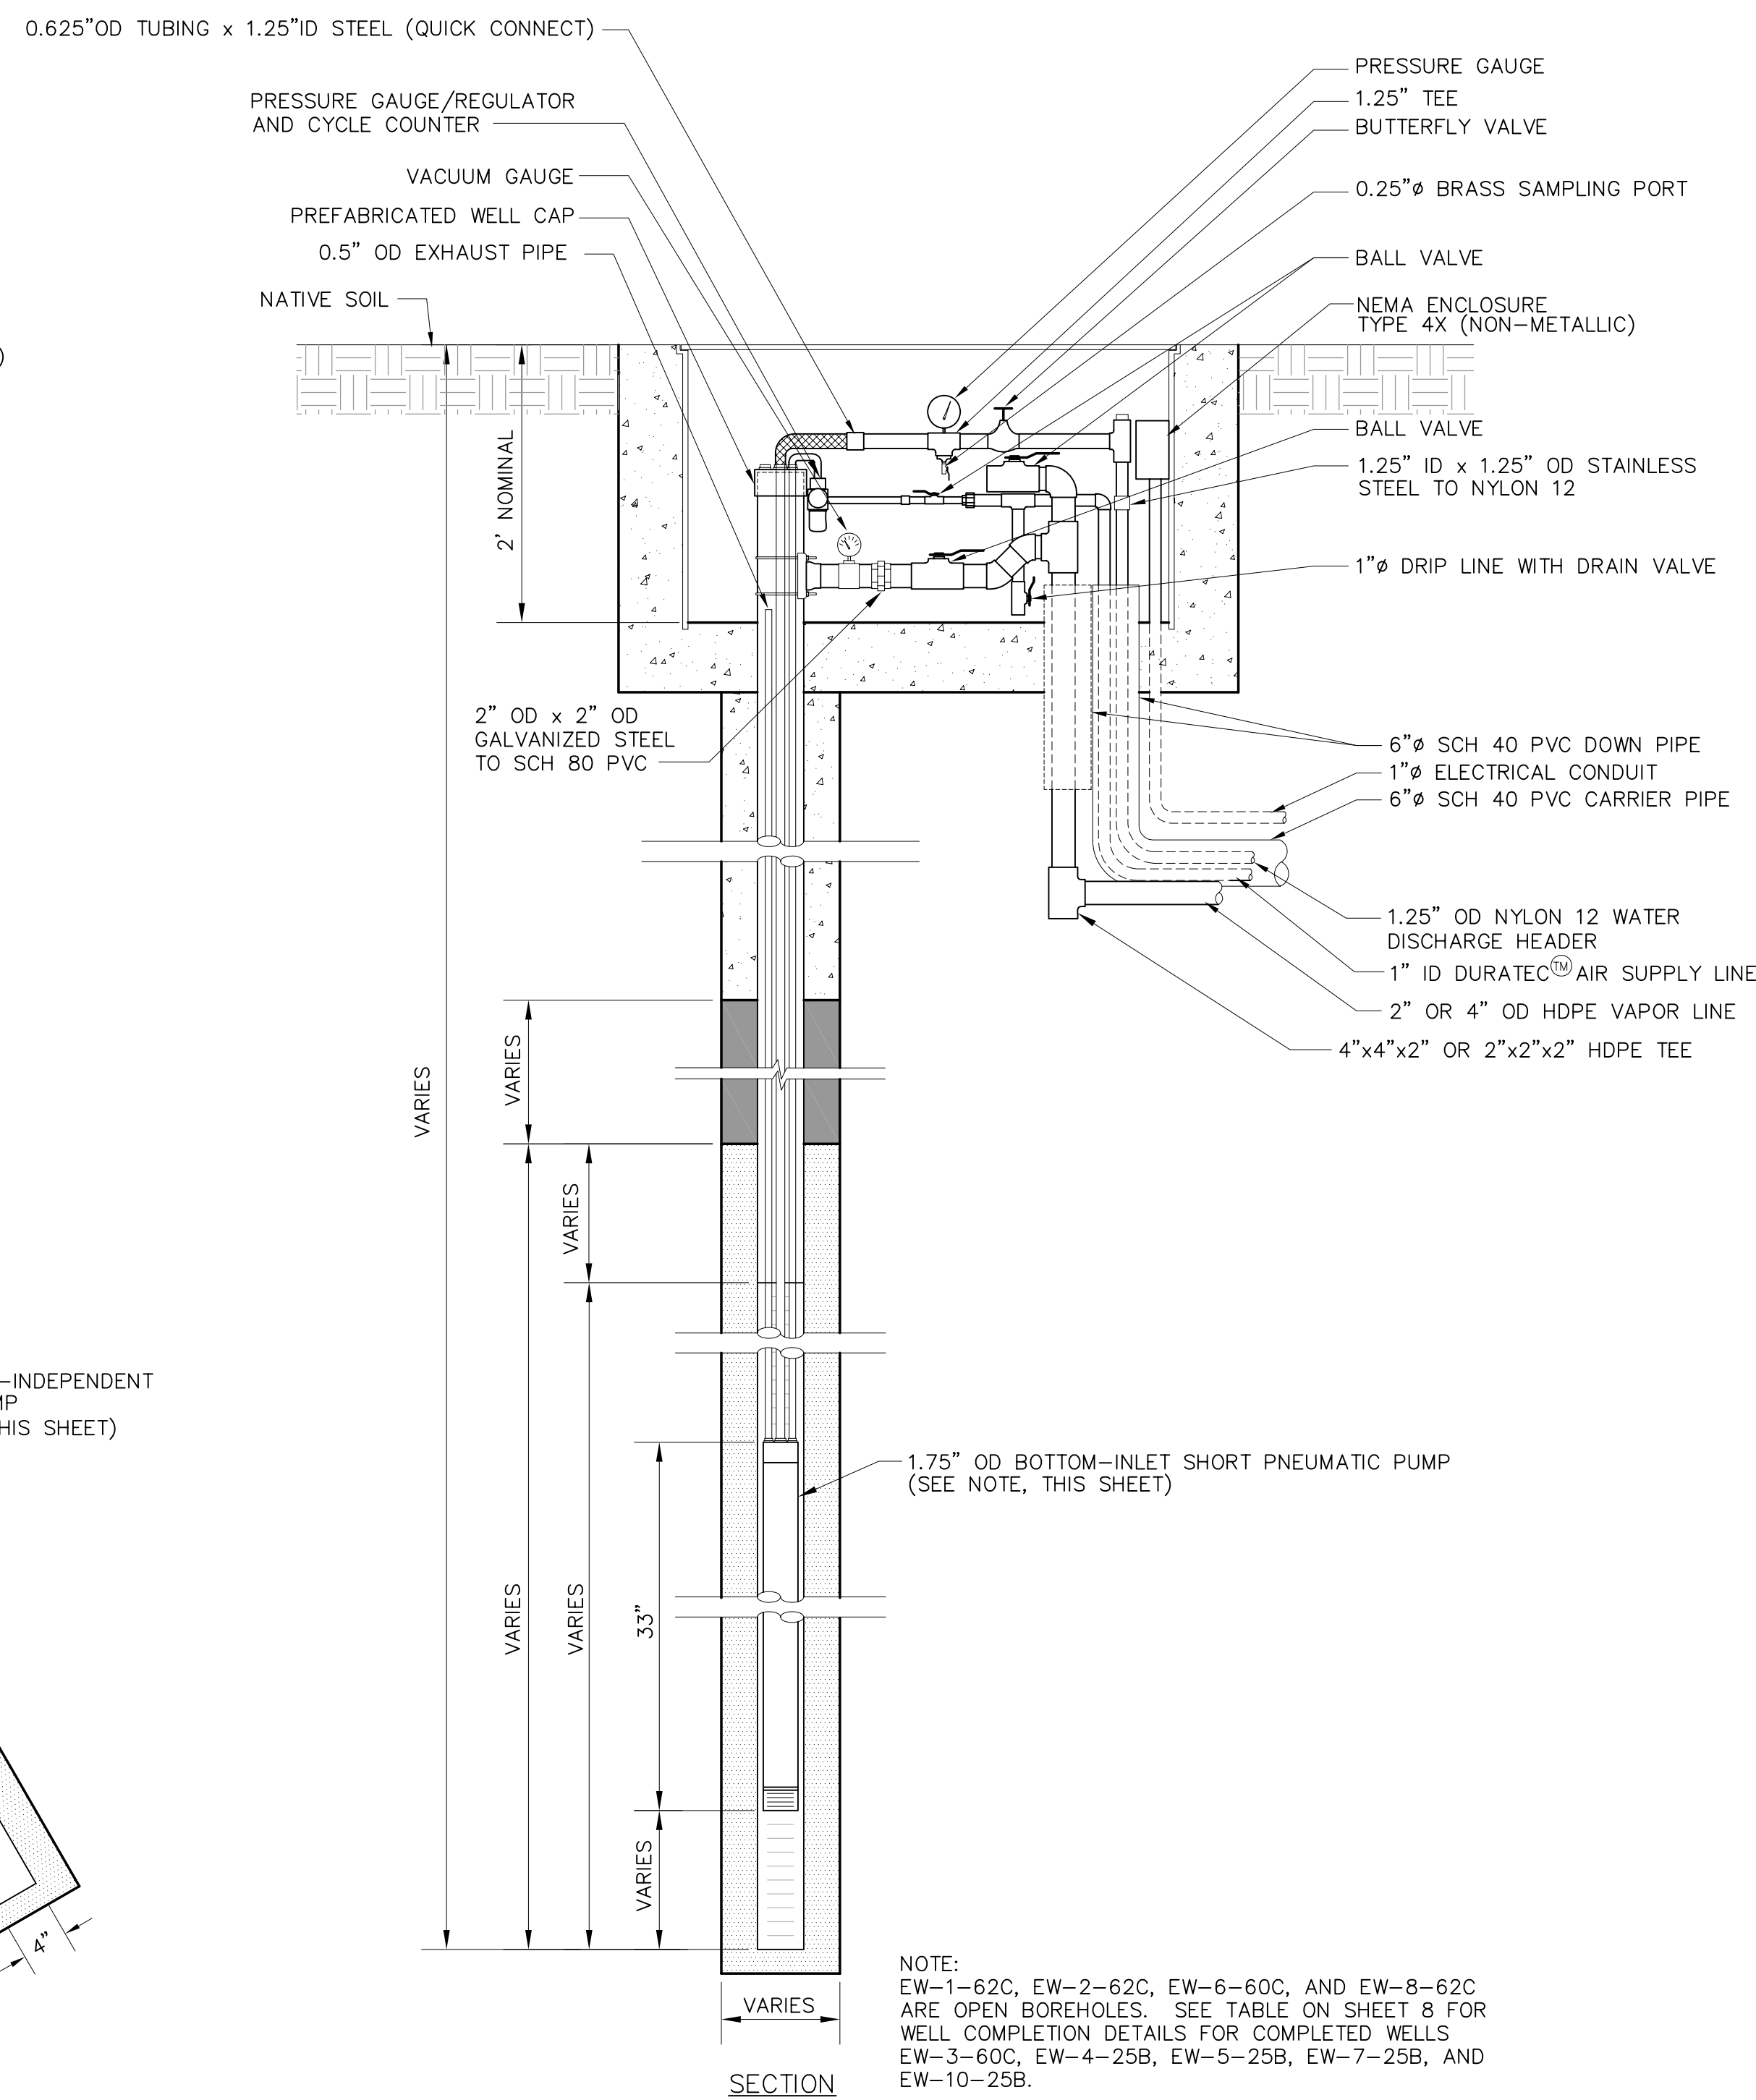 0.625"OD TUBING x 1.25"ID STEEL (QUICK CONNECT)
PRESSURE GAUGE/REGULATOR
AND CYCLE COUNTER
VACUUM GAUGE
PREFABRICATED WELL CAP
0.5" OD EXHAUST PIPE
NATIVE SOIL
)
PRESSURE GAUGE
1.25" TEE
BUTTERFLY VALVE
0.25"ø BRASS SAMPLING PORT
BALL VALVE
NEMA ENCLOSURE
TYPE 4X (NON-METALLIC)
BALL VALVE
1.25" ID x 1.25" OD STAINLESS
STEEL TO NYLON 12
1"ø DRIP LINE WITH DRAIN VALVE
2' NOMINAL
2" OD x 2" OD
GALVANIZED STEEL
TO SCH 80 PVC
6"ø SCH 40 PVC DOWN PIPE
1"ø ELECTRICAL CONDUIT
6"ø SCH 40 PVC CARRIER PIPE
1.25" OD NYLON 12 WATER
DISCHARGE HEADER
1" ID DURATEC™ AIR SUPPLY LINE
2" OR 4" OD HDPE VAPOR LINE
4"x4"x2" OR 2"x2"x2" HDPE TEE
VARIES
VARIES
VARIES
-INDEPENDENT
MP
HIS SHEET)
1.75" OD BOTTOM-INLET SHORT PNEUMATIC PUMP
(SEE NOTE, THIS SHEET)
VARIES
VARIES
33"
VARIES
4"
VARIES
SECTION
NOTE:
EW-1-62C, EW-2-62C, EW-6-60C, AND EW-8-62C
ARE OPEN BOREHOLES. SEE TABLE ON SHEET 8 FOR
WELL COMPLETION DETAILS FOR COMPLETED WELLS
EW-3-60C, EW-4-25B, EW-5-25B, EW-7-25B, AND
EW-10-25B.